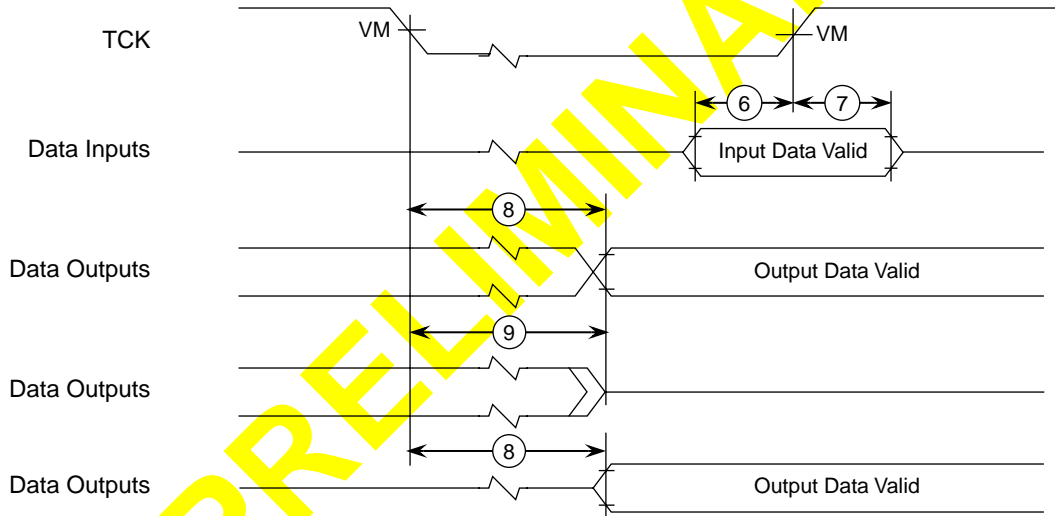 TCK
VM
VM
6
7
Data Inputs
Input Data Valid
8
Data Outputs
Output Data Valid
9
Data Outputs
8
Data Outputs
Output Data Valid
PRELIMINA